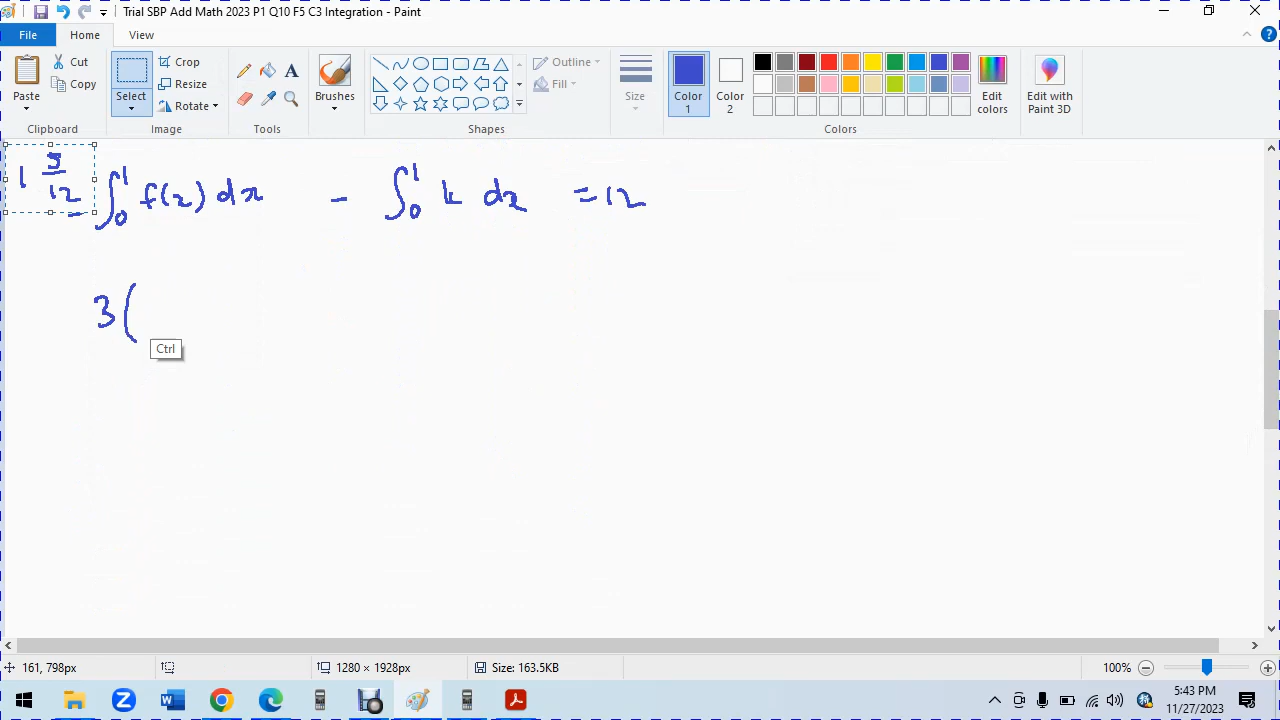 Trial SBP Add Math 2023 P1 Q10 F5 C3 Integration - Paint
File Home View
Paste Cut Copy Clipboard
Select Crop Resize Rotate Image
Tools
Brushes
Outline Fill Shapes
Size
Color 1 Color 2 Edit colors Colors
Edit with Paint 3D
1 5/12 = ∫₀¹ f(x) dx - ∫₀¹ k dx = 12
3 (
Ctrl
161, 798px 1280 × 1928px Size: 163.5KB 100%
5:43 PM
11/27/2023